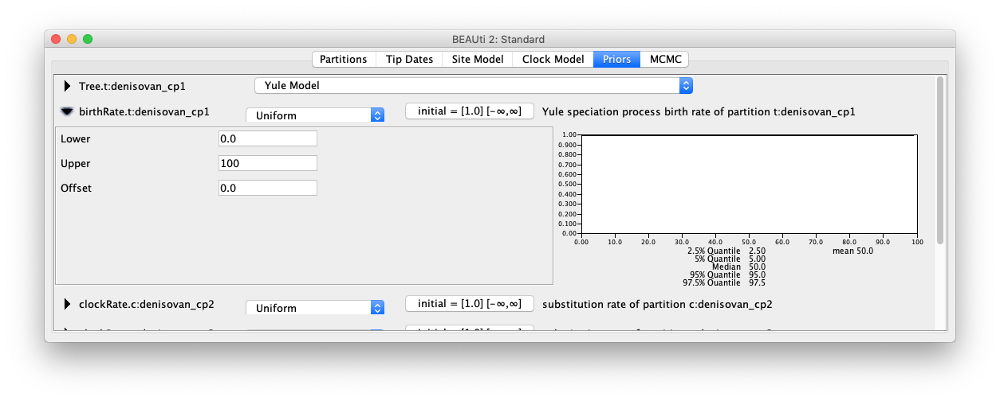 BEAUti 2: Standard
Partitions Tip Dates Site Model Clock Model Priors MCMC
Tree.t:denisovan_cp1 Yule Model
birthRate.t:denisovan_cp1 Uniform initial = [1.0] [-∞,∞] Yule speciation process birth rate of partition t:denisovan_cp1
Lower 0.0
Upper 100
Offset 0.0
1.00
0.900
0.800
0.700
0.600
0.500
0.400
0.300
0.200
0.100
0.00
0.00 10.0 20.0 30.0 40.0 50.0 60.0 70.0 80.0 90.0 100
2.5% Quantile 2.50 mean 50.0
5% Quantile 5.00
Median 50.0
95% Quantile 95.0
97.5% Quantile 97.5
clockRate.c:denisovan_cp2 Uniform initial = [1.0] [-∞,∞] substitution rate of partition c:denisovan_cp2